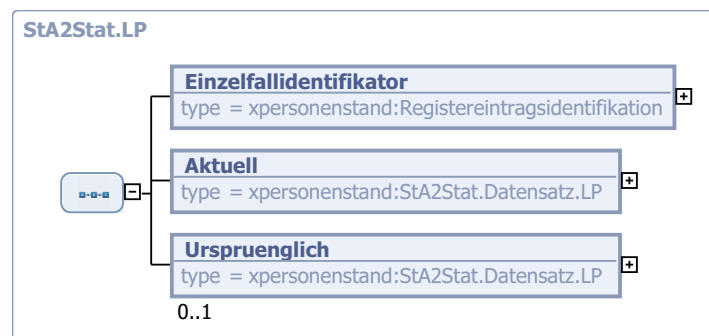 StA2Stat.LP
Einzelfallidentifikator
type = xpersonenstand:Registereintragsidentifikation
Aktuell
type = xpersonenstand:StA2Stat.Datensatz.LP
Urspruenglich
type = xpersonenstand:StA2Stat.Datensatz.LP
0..1